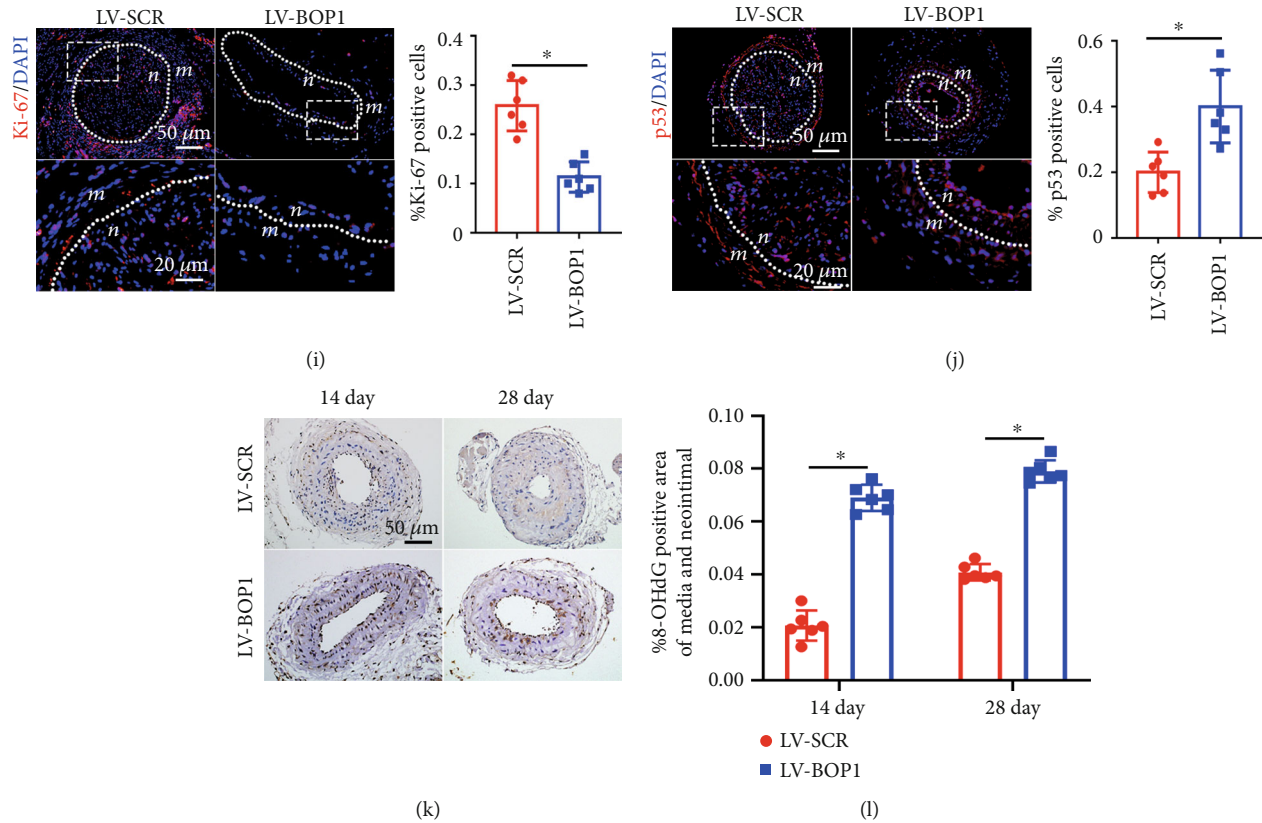 LV-SCR LV-BOP1
Ki-67/DAPI
n m
50 µm
m
n
20 µm
n
m
n
m
%Ki-67 positive cells
0.4
0.3
0.2
0.1
0
*
LV-SCR
LV-BOP1
(i)
LV-SCR LV-BOP1
p53/DAPI
n m
50 µm
n
m
n
m
20 µm
n
m
% p53 positive cells
0.6
0.4
0.2
0
*
LV-SCR
LV-BOP1
(j)
14 day 28 day
LV-SCR
50 µm
LV-BOP1
(k)
%8-OHdG positive area
of media and neointimal
0.10
0.08
0.06
0.04
0.02
0.00
*
*
14 day 28 day
LV-SCR
LV-BOP1
(l)